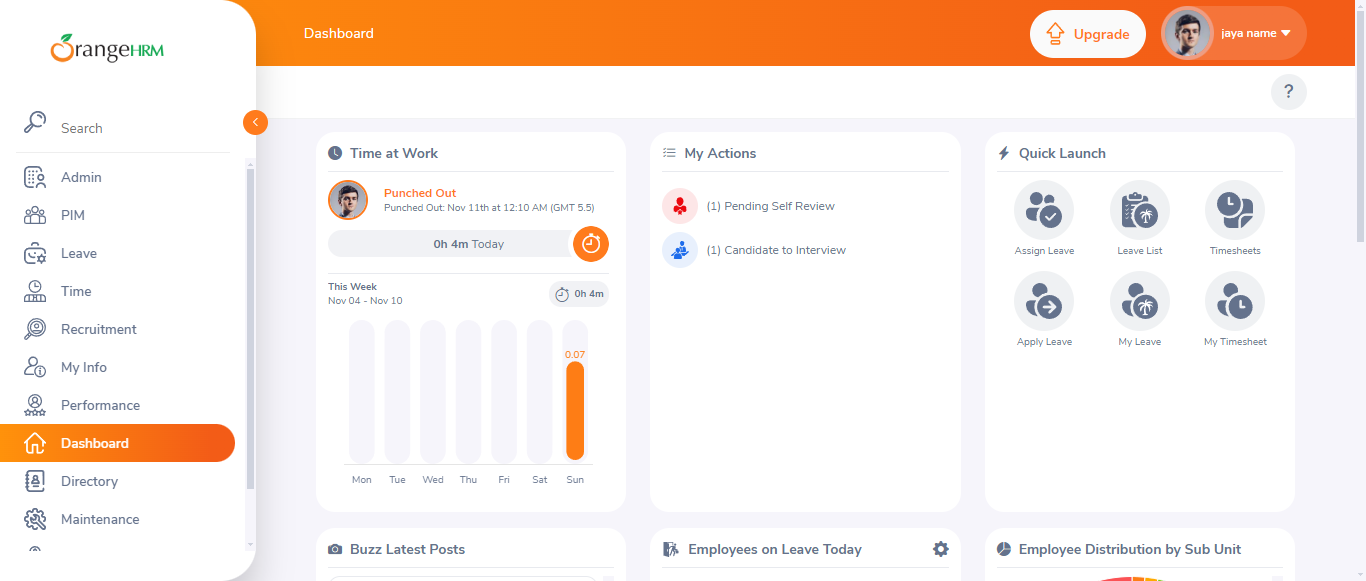 OrangeHRM
Dashboard
Upgrade
jaya name
?
Search
Admin
PIM
Leave
Time
Recruitment
My Info
Performance
Dashboard
Directory
Maintenance
Time at Work
Punched Out
Punched Out: Nov 11th at 12:10 AM (GMT 5.5)
0h 4m Today
This Week
Nov 04 - Nov 10
0h 4m
0.07
Mon Tue Wed Thu Fri Sat Sun
My Actions
(1) Pending Self Review
(1) Candidate to Interview
Quick Launch
Assign Leave Leave List Timesheets
Apply Leave My Leave My Timesheet
Buzz Latest Posts
Employees on Leave Today
Employee Distribution by Sub Unit